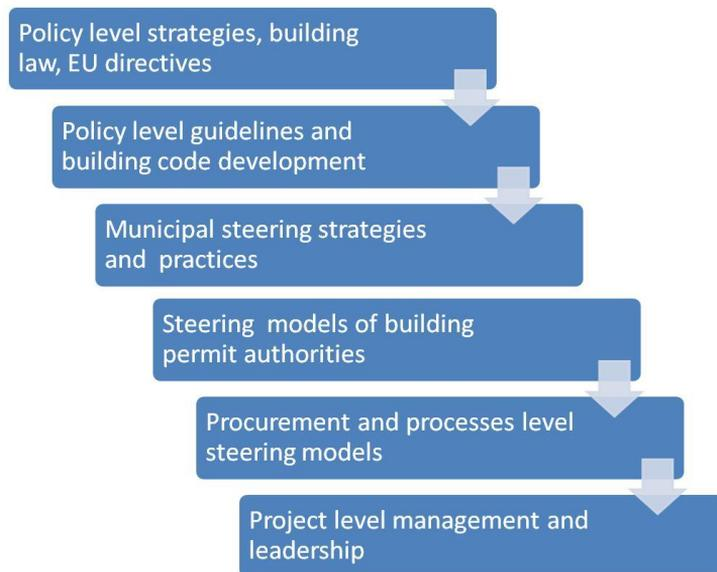 Policy level strategies, building
law, EU directives
Policy level guidelines and
building code development
Municipal steering strategies
and  practices
Steering  models of building
permit authorities
Procurement and processes level
steering models
Project level management and
leadership